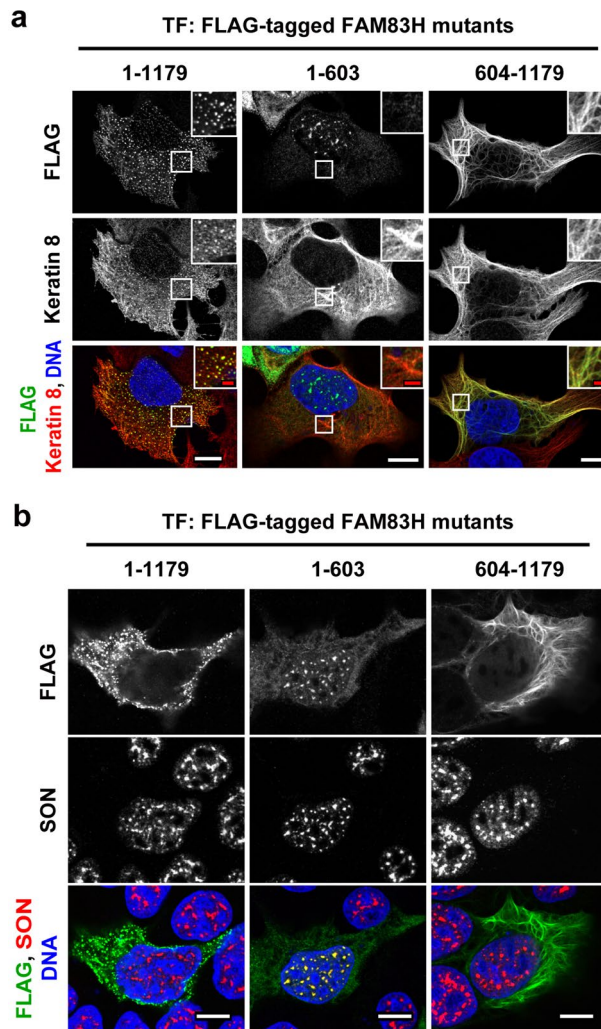 a
TF: FLAG-tagged FAM83H mutants
1-1179 1-603 604-1179
FLAG
Keratin 8
FLAG
Keratin 8, DNA
b
TF: FLAG-tagged FAM83H mutants
1-1179 1-603 604-1179
FLAG
SON
FLAG, SON
DNA